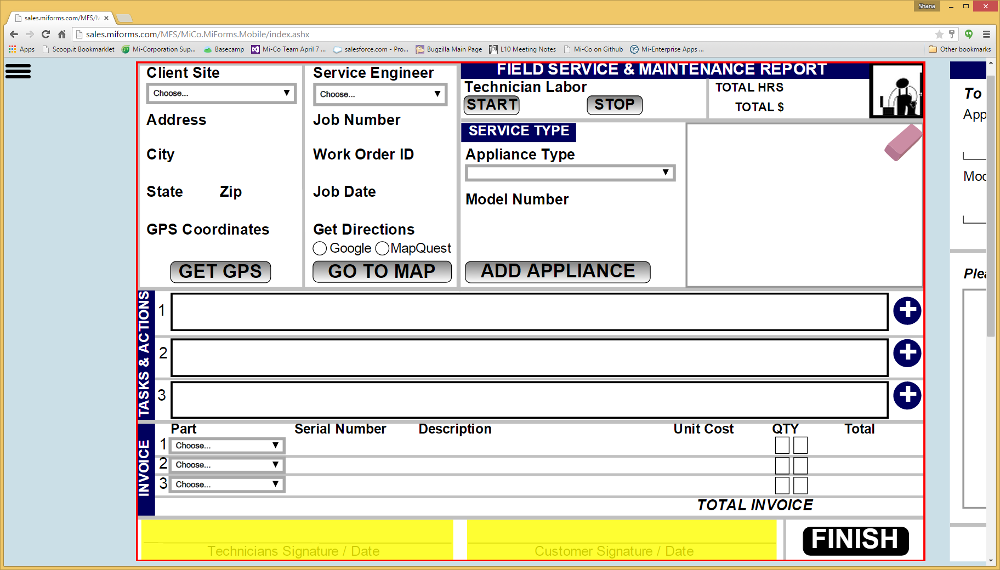 Shana
sales.miforms.com/MFS/M
sales.miforms.com/MFS/MiCo.MiForms.Mobile/index.ashx
Apps Scoop.it Bookmarklet Mi-Corporation Sup... Basecamp Mi-Co Team April 7 ... salesforce.com - Pro... Bugzilla Main Page L10 Meeting Notes Mi-Co on Github Mi-Enterprise Apps ... Other bookmarks
Client Site
Choose...
Address
City
State Zip
GPS Coordinates
GET GPS
Service Engineer
Choose...
Job Number
Work Order ID
Job Date
Get Directions
Google MapQuest
GO TO MAP
FIELD SERVICE & MAINTENANCE REPORT
Technician Labor
START STOP
TOTAL HRS
TOTAL $
SERVICE TYPE
Appliance Type
Model Number
ADD APPLIANCE
TASKS & ACTIONS
1
2
3
INVOICE
Part Serial Number Description Unit Cost QTY Total
1 Choose...
2 Choose...
3 Choose...
TOTAL INVOICE
Technicians Signature / Date
Customer Signature / Date
FINISH
To
App
Mod
Plea